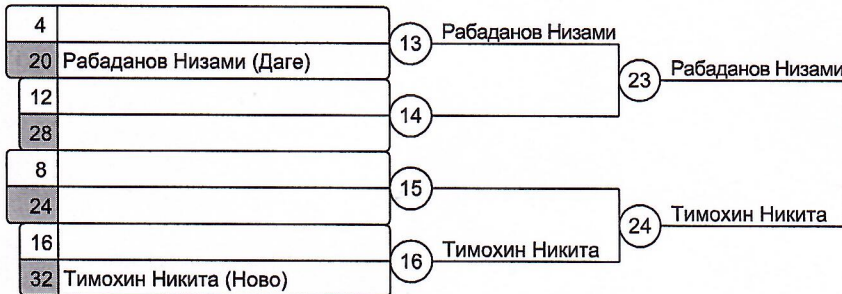 4
13 Рабаданов Низами
20 Рабаданов Низами (Даге)
23 Рабаданов Низами
12
14
28
8
15
24
24 Тимохин Никита
16
16 Тимохин Никита
32 Тимохин Никита (Ново)